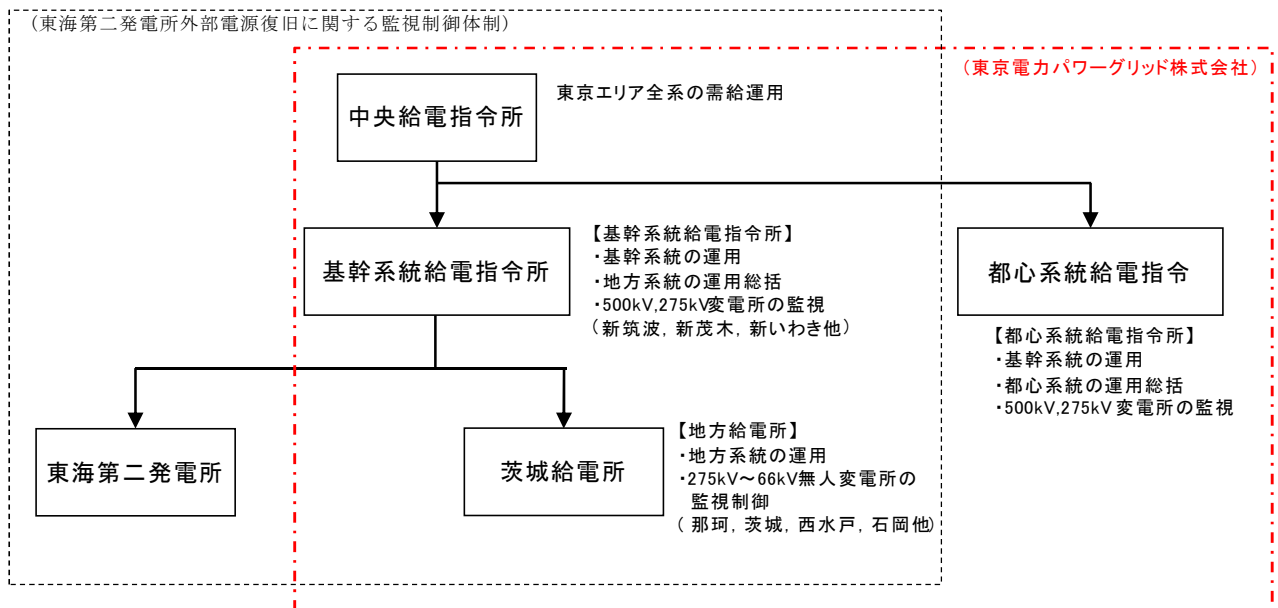 (東海第二発電所外部電源復旧に関する監視制御体制)
(東京電力パワーグリッド株式会社)
中央給電指令所
東京エリア全系の需給運用
基幹系統給電指令所
【基幹系統給電指令所】
・基幹系統の運用
・地方系統の運用総括
・500kV,275kV変電所の監視
(新筑波, 新茂木, 新いわき他)
都心系統給電指令
【都心系統給電指令所】
・基幹系統の運用
・都心系統の運用総括
・500kV,275kV変電所の監視
東海第二発電所
茨城給電所
【地方給電所】
・地方系統の運用
・275kV～66kV無人変電所の
監視制御
( 那珂, 茨城, 西水戸, 石岡他)